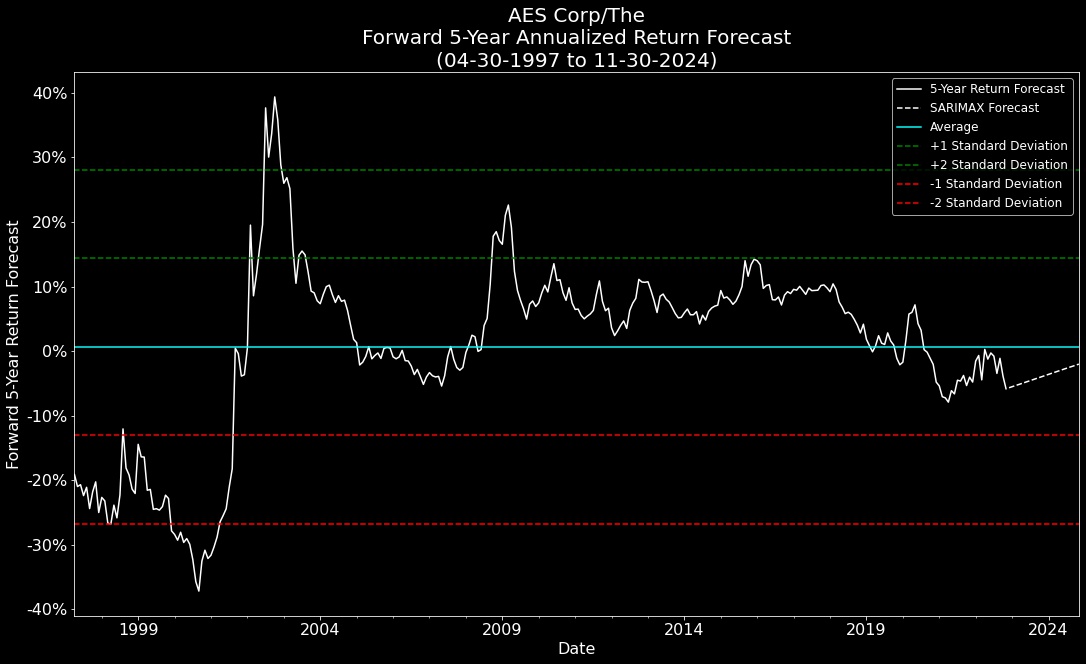 AES Corp/The
Forward 5-Year Annualized Return Forecast
(04-30-1997 to 11-30-2024)
5-Year Return Forecast
SARIMAX Forecast
Average
+1 Standard Deviation
+2 Standard Deviation
-1 Standard Deviation
-2 Standard Deviation
Forward 5-Year Return Forecast
40%
30%
20%
10%
0%
-10%
-20%
-30%
-40%
1999 2004 2009 2014 2019 2024
Date